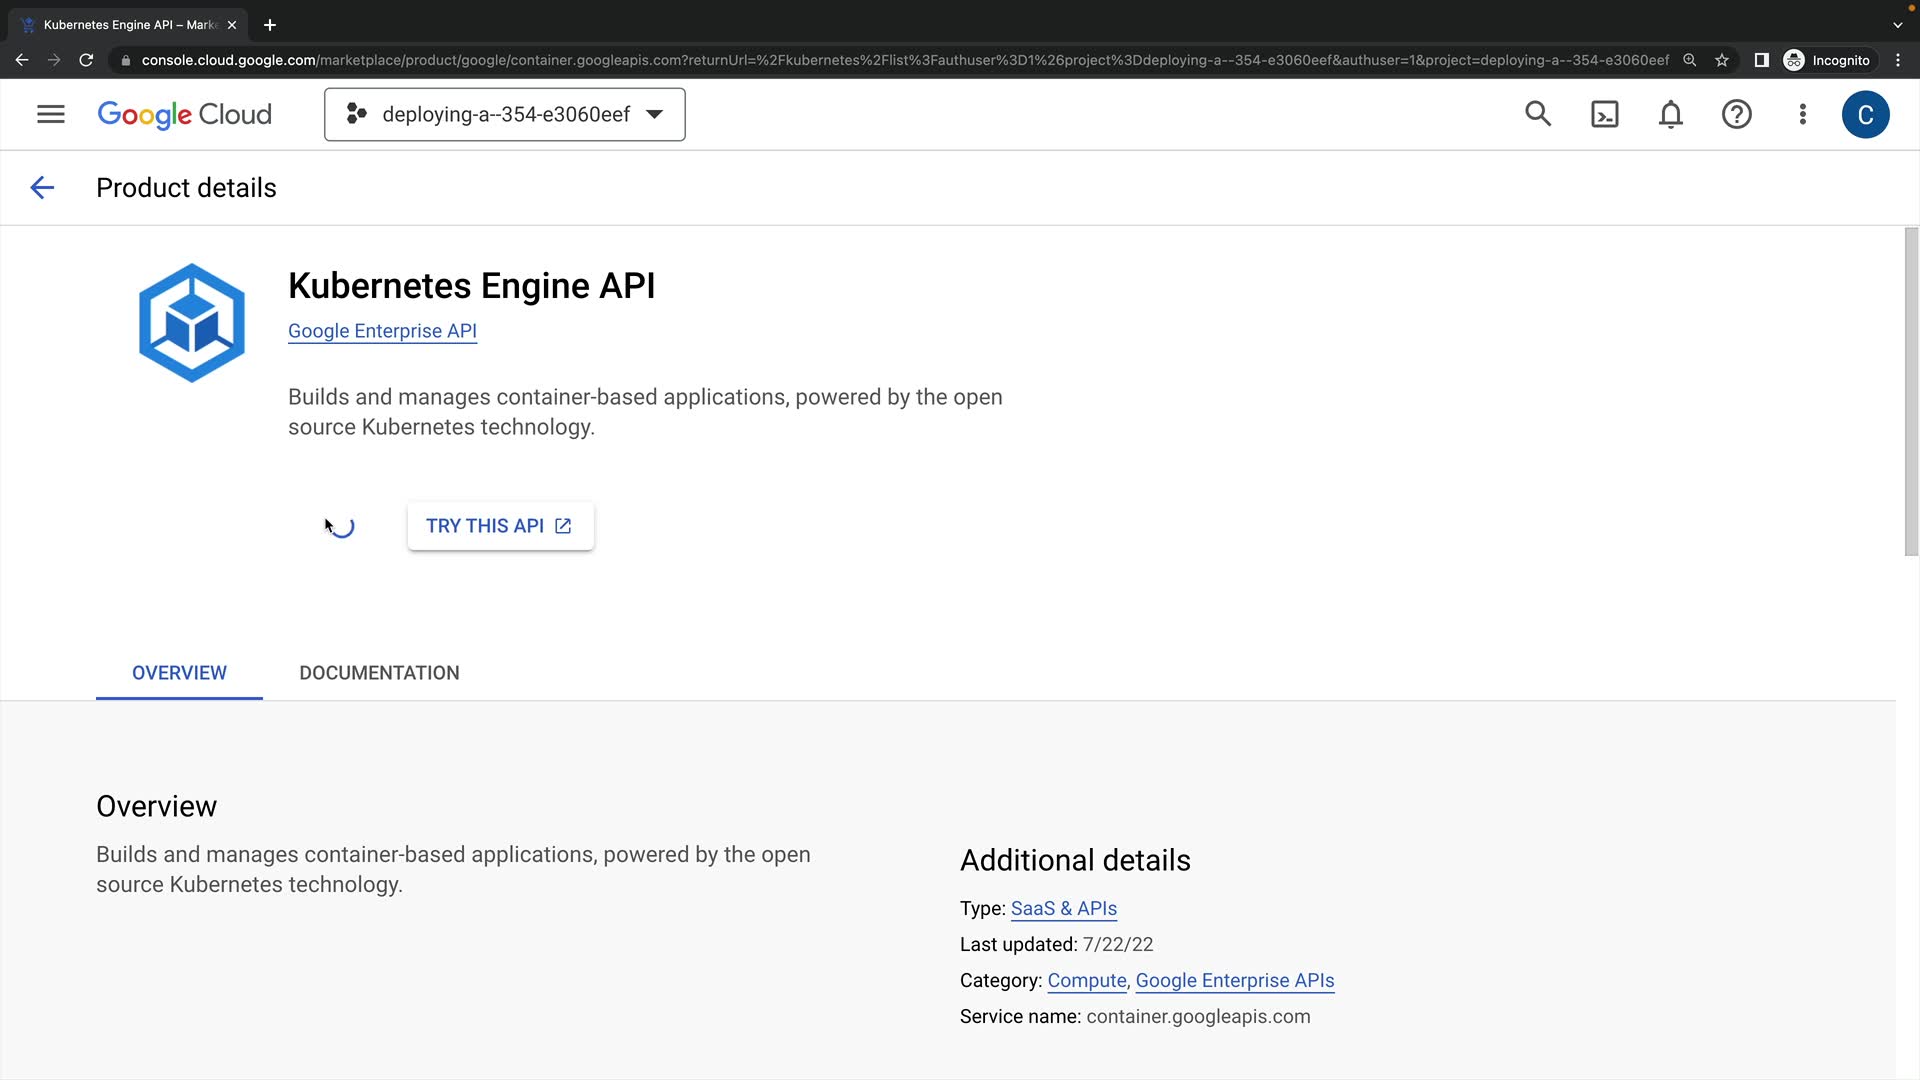 Kubernetes Engine API – Marke
console.cloud.google.com/marketplace/product/google/container.googleapis.com?returnUrl=%2Fkubernetes%2Flist%3Fauthuser%3D1%26project%3Ddeploying-a--354-e3060eef&authuser=1&project=deploying-a--354-e3060eef
Incognito
Google Cloud
deploying-a--354-e3060eef
C
Product details
Kubernetes Engine API
Google Enterprise API
Builds and manages container-based applications, powered by the open
source Kubernetes technology.
TRY THIS API
OVERVIEW
DOCUMENTATION
Overview
Builds and manages container-based applications, powered by the open
source Kubernetes technology.
Additional details
Type: SaaS & APIs
Last updated: 7/22/22
Category: Compute, Google Enterprise APIs
Service name: container.googleapis.com